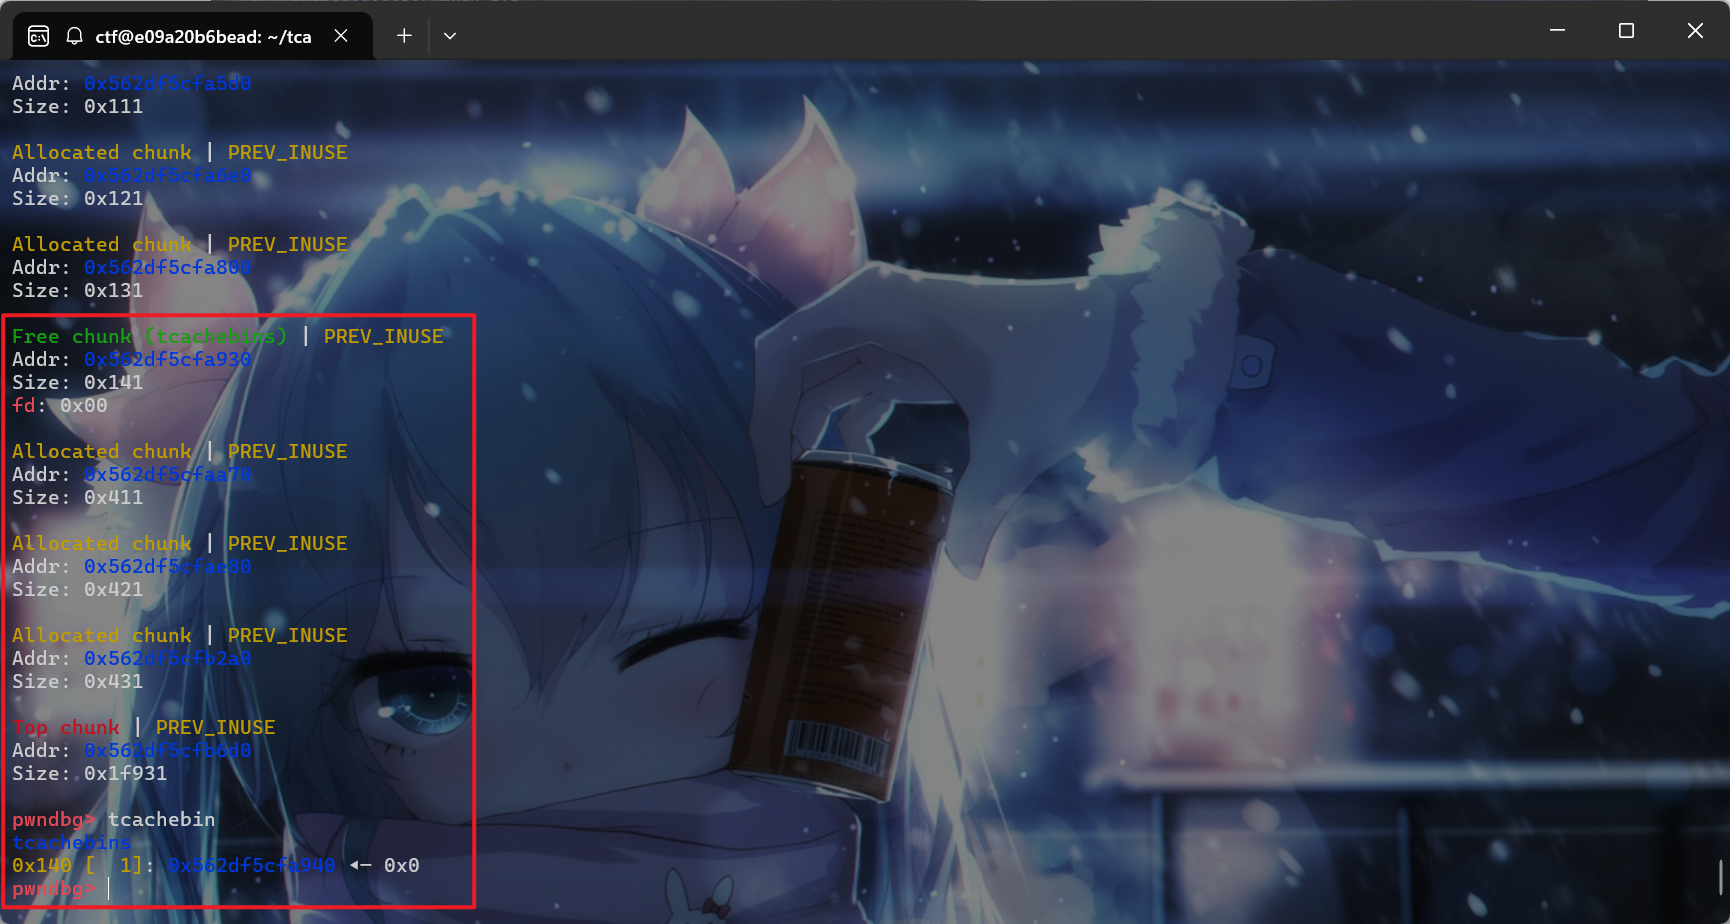 ctf@e09a20b6bead: ~/tca
Addr: 0x562df5cfa5d0
Size: 0x111
Allocated chunk | PREV_INUSE
Addr: 0x562df5cfa6e0
Size: 0x121
Allocated chunk | PREV_INUSE
Addr: 0x562df5cfa800
Size: 0x131
Free chunk (tcachebins) | PREV_INUSE
Addr: 0x562df5cfa930
Size: 0x141
fd: 0x00
Allocated chunk | PREV_INUSE
Addr: 0x562df5cfaa70
Size: 0x411
Allocated chunk | PREV_INUSE
Addr: 0x562df5cfae80
Size: 0x421
Allocated chunk | PREV_INUSE
Addr: 0x562df5cfb2a0
Size: 0x431
Top chunk | PREV_INUSE
Addr: 0x562df5cfb6d0
Size: 0x1f931
pwndbg> tcachebin
tcachebins
0x140 [  1]: 0x562df5cfa940 ◂— 0x0
pwndbg>